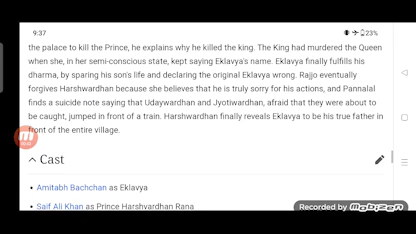 9:37
23%
the palace to kill the Prince, he explains why he killed the king. The King had murdered the Queen
when she, in her semi-conscious state, kept saying Eklavya's name. Eklavya finally fulfills his
dharma, by sparing his son's life and declaring the original Eklavya wrong. Rajjo eventually
forgives Harshwardhan because she believes that he is truly sorry for his actions, and Pannalal
finds a suicide note saying that Udaywardhan and Jyotiwardhan, afraid that they were about to
be caught, jumped in front of a train. Harshwardhan finally reveals Eklavya to be his true father in
front of the entire village.
Cast
• Amitabh Bachchan as Eklavya
• Saif Ali Khan as Prince Harshvardhan Rana
Recorded by Mobizen